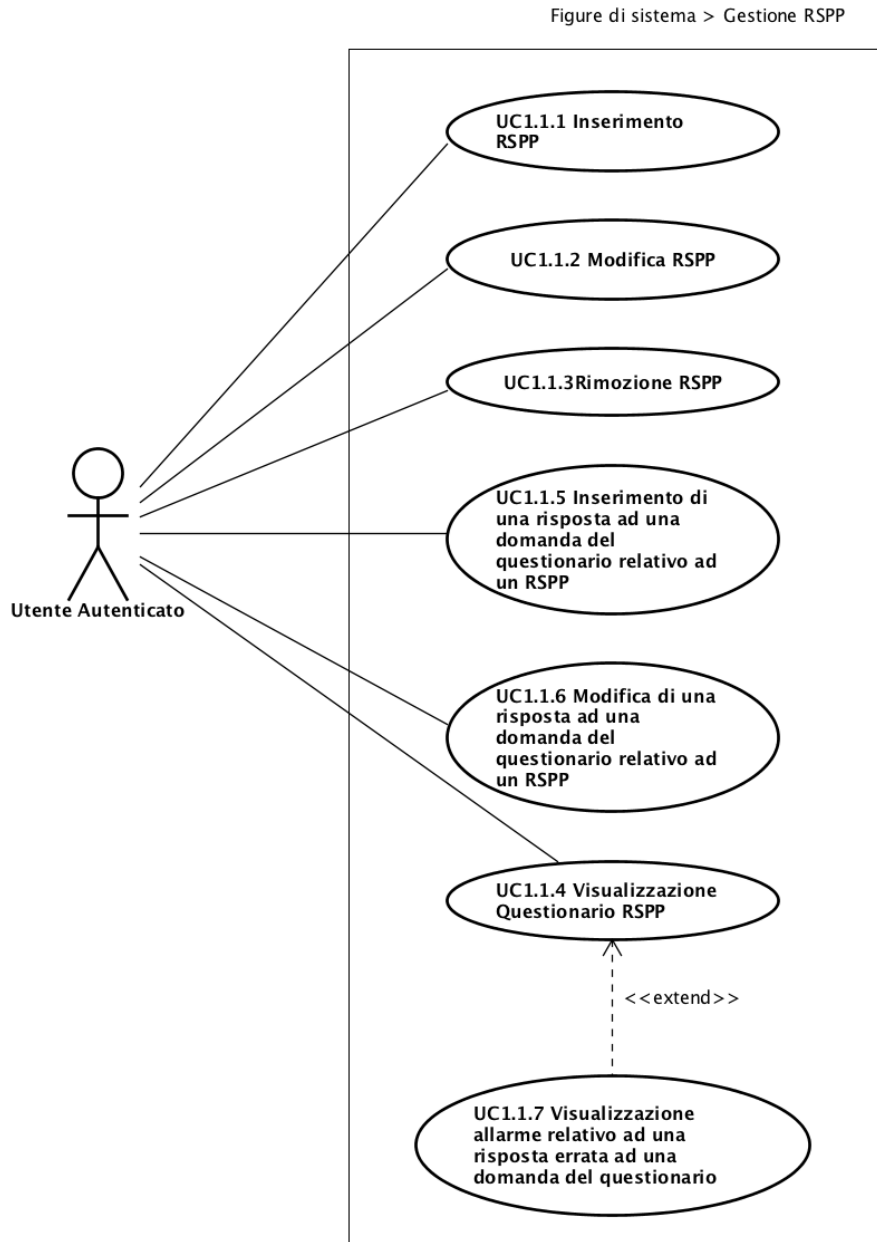 Figure di sistema > Gestione RSPP
UC1.1.1 Inserimento
RSPP
UC1.1.2 Modifica RSPP
UC1.1.3Rimozione RSPP
UC1.1.5 Inserimento di
una risposta ad una
domanda del
questionario relativo ad
un RSPP
Utente Autenticato
UC1.1.6 Modifica di una
risposta ad una
domanda del
questionario relativo ad
un RSPP
UC1.1.4 Visualizzazione
Questionario RSPP
<<extend>>
UC1.1.7 Visualizzazione
allarme relativo ad una
risposta errata ad una
domanda del questionario